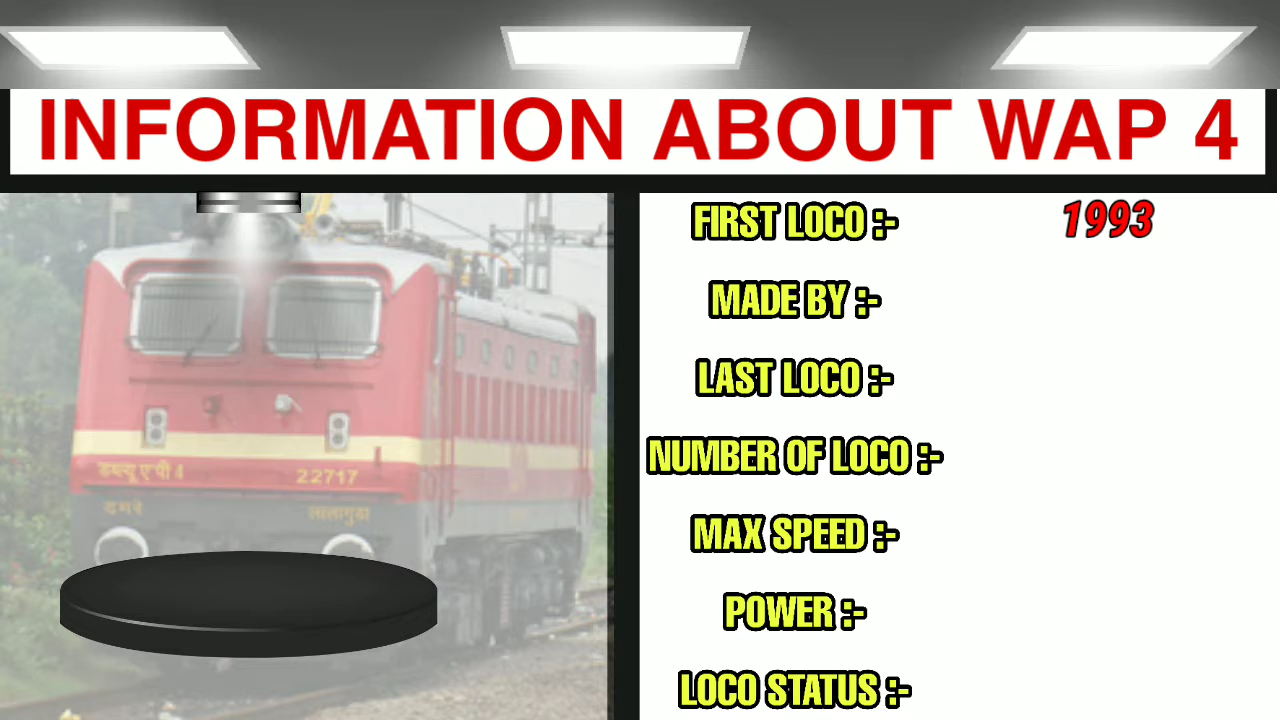 INFORMATION ABOUT WAP 4
FIRST LOCO :- 1993
MADE BY :-
LAST LOCO :-
NUMBER OF LOCO :-
MAX SPEED :-
POWER :-
LOCO STATUS :-
डब्ल्यू ए पी 4 22717
द म रे लालागुडा